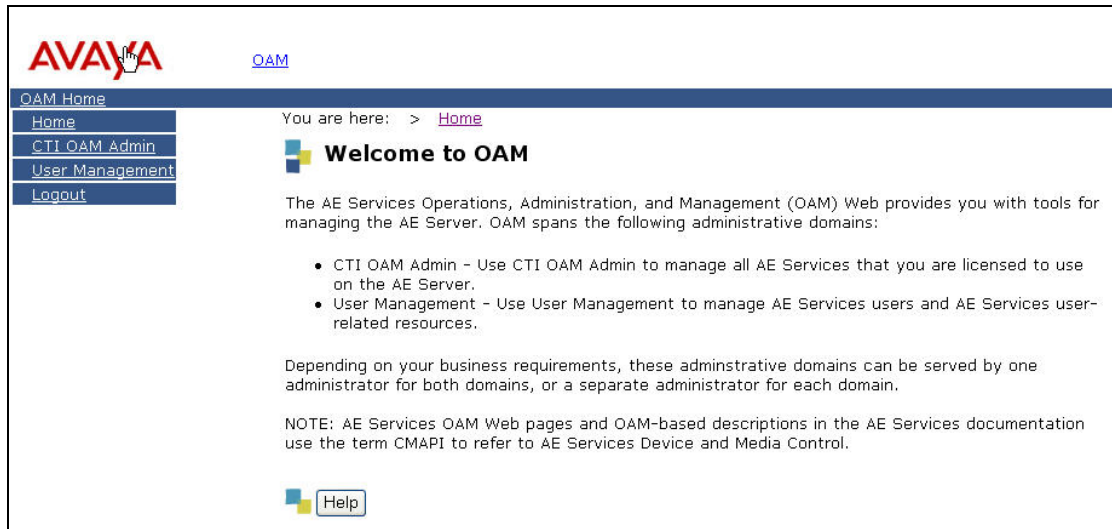 AVAYA
OAM
OAM Home
Home
CTI OAM Admin
User Management
Logout
You are here: > Home
Welcome to OAM
The AE Services Operations, Administration, and Management (OAM) Web provides you with tools for
managing the AE Server. OAM spans the following administrative domains:
• CTI OAM Admin - Use CTI OAM Admin to manage all AE Services that you are licensed to use
on the AE Server.
• User Management - Use User Management to manage AE Services users and AE Services user-
related resources.
Depending on your business requirements, these adminstrative domains can be served by one
administrator for both domains, or a separate administrator for each domain.
NOTE: AE Services OAM Web pages and OAM-based descriptions in the AE Services documentation
use the term CMAPI to refer to AE Services Device and Media Control.
Help